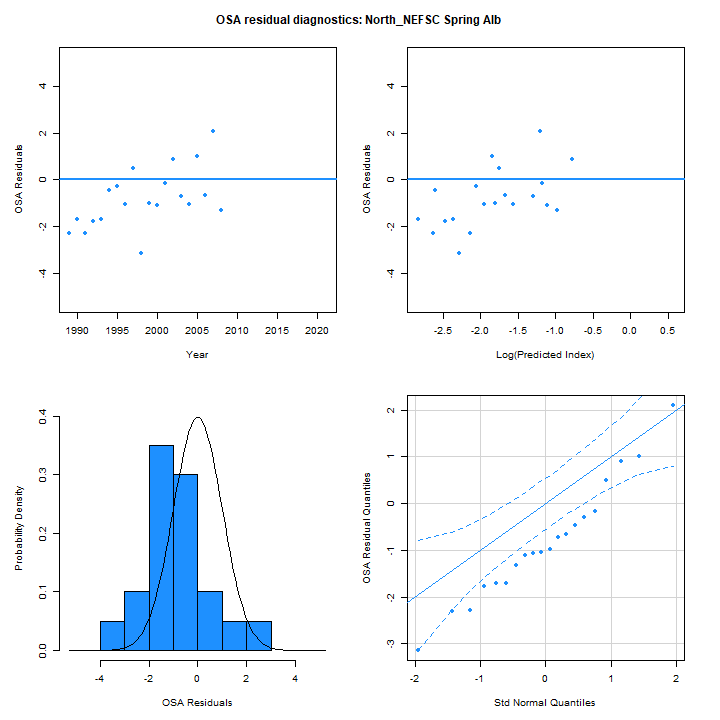 OSA residual diagnostics: North_NEFSC Spring Alb
OSA Residuals
4
2
0
-2
-4
1990 1995 2000 2005 2010 2015 2020
Year
OSA Residuals
4
2
0
-2
-4
-2.5 -2.0 -1.5 -1.0 -0.5 0.0 0.5
Log(Predicted Index)
Probability Density
0.4
0.3
0.2
0.1
0.0
-4 -2 0 2 4
OSA Residuals
OSA Residual Quantiles
2
1
0
-1
-2
-3
-2 -1 0 1 2
Std Normal Quantiles